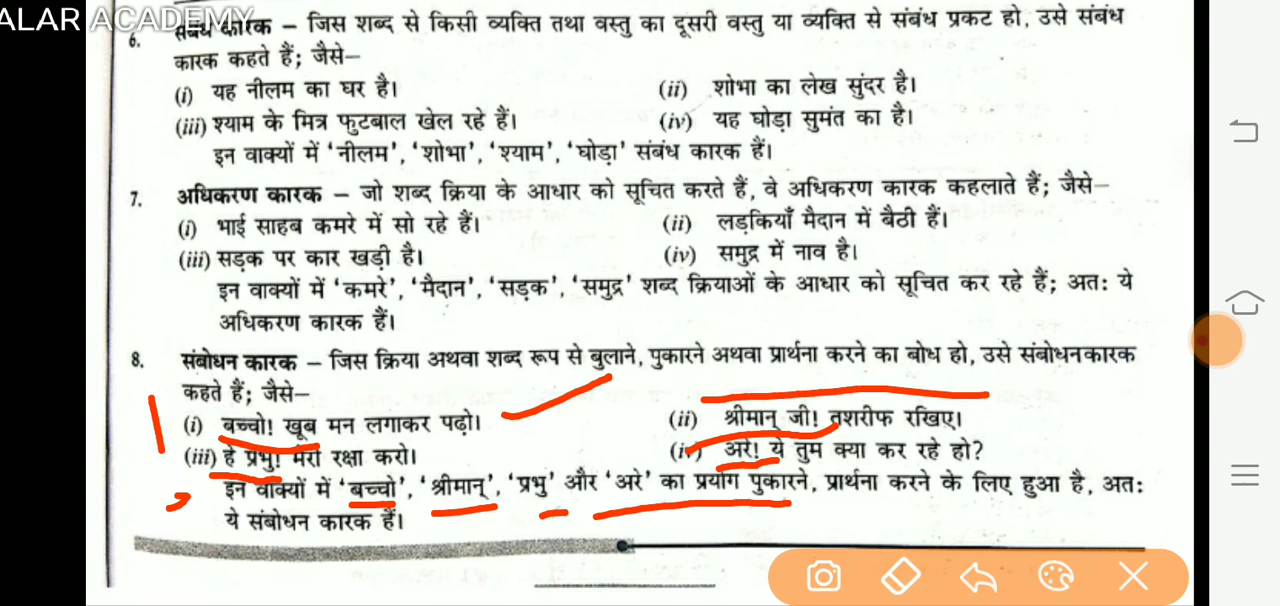 ALAR ACADEMY
6. संबंध कारक – जिस शब्द से किसी व्यक्ति तथा वस्तु का दूसरी वस्तु या व्यक्ति से संबंध प्रकट हो, उसे संबंध
कारक कहते हैं; जैसे–
(i) यह नीलम का घर है। (ii) शोभा का लेख सुंदर है।
(iii) श्याम के मित्र फुटबाल खेल रहे हैं। (iv) यह घोड़ा सुमंत का है।
इन वाक्यों में ‘नीलम’, ‘शोभा’, ‘श्याम’, ‘घोड़ा’ संबंध कारक हैं।
7. अधिकरण कारक – जो शब्द क्रिया के आधार को सूचित करते हैं, वे अधिकरण कारक कहलाते हैं; जैसे–
(i) भाई साहब कमरे में सो रहे हैं। (ii) लड़कियाँ मैदान में बैठी हैं।
(iii) सड़क पर कार खड़ी है। (iv) समुद्र में नाव है।
इन वाक्यों में ‘कमरे’, ‘मैदान’, ‘सड़क’, ‘समुद्र’ शब्द क्रियाओं के आधार को सूचित कर रहे हैं; अतः ये
अधिकरण कारक हैं।
8. संबोधन कारक – जिस क्रिया अथवा शब्द रूप से बुलाने, पुकारने अथवा प्रार्थना करने का बोध हो, उसे संबोधनकारक
कहते हैं; जैसे–
(i) बच्चो! खूब मन लगाकर पढ़ो। (ii) श्रीमान् जी! तशरीफ रखिए।
(iii) हे प्रभु! मेरी रक्षा करो। (iv) अरे! ये तुम क्या कर रहे हो?
इन वाक्यों में ‘बच्चो’, ‘श्रीमान्’, ‘प्रभु’ और ‘अरे’ का प्रयोग पुकारने, प्रार्थना करने के लिए हुआ है, अतः
ये संबोधन कारक हैं।